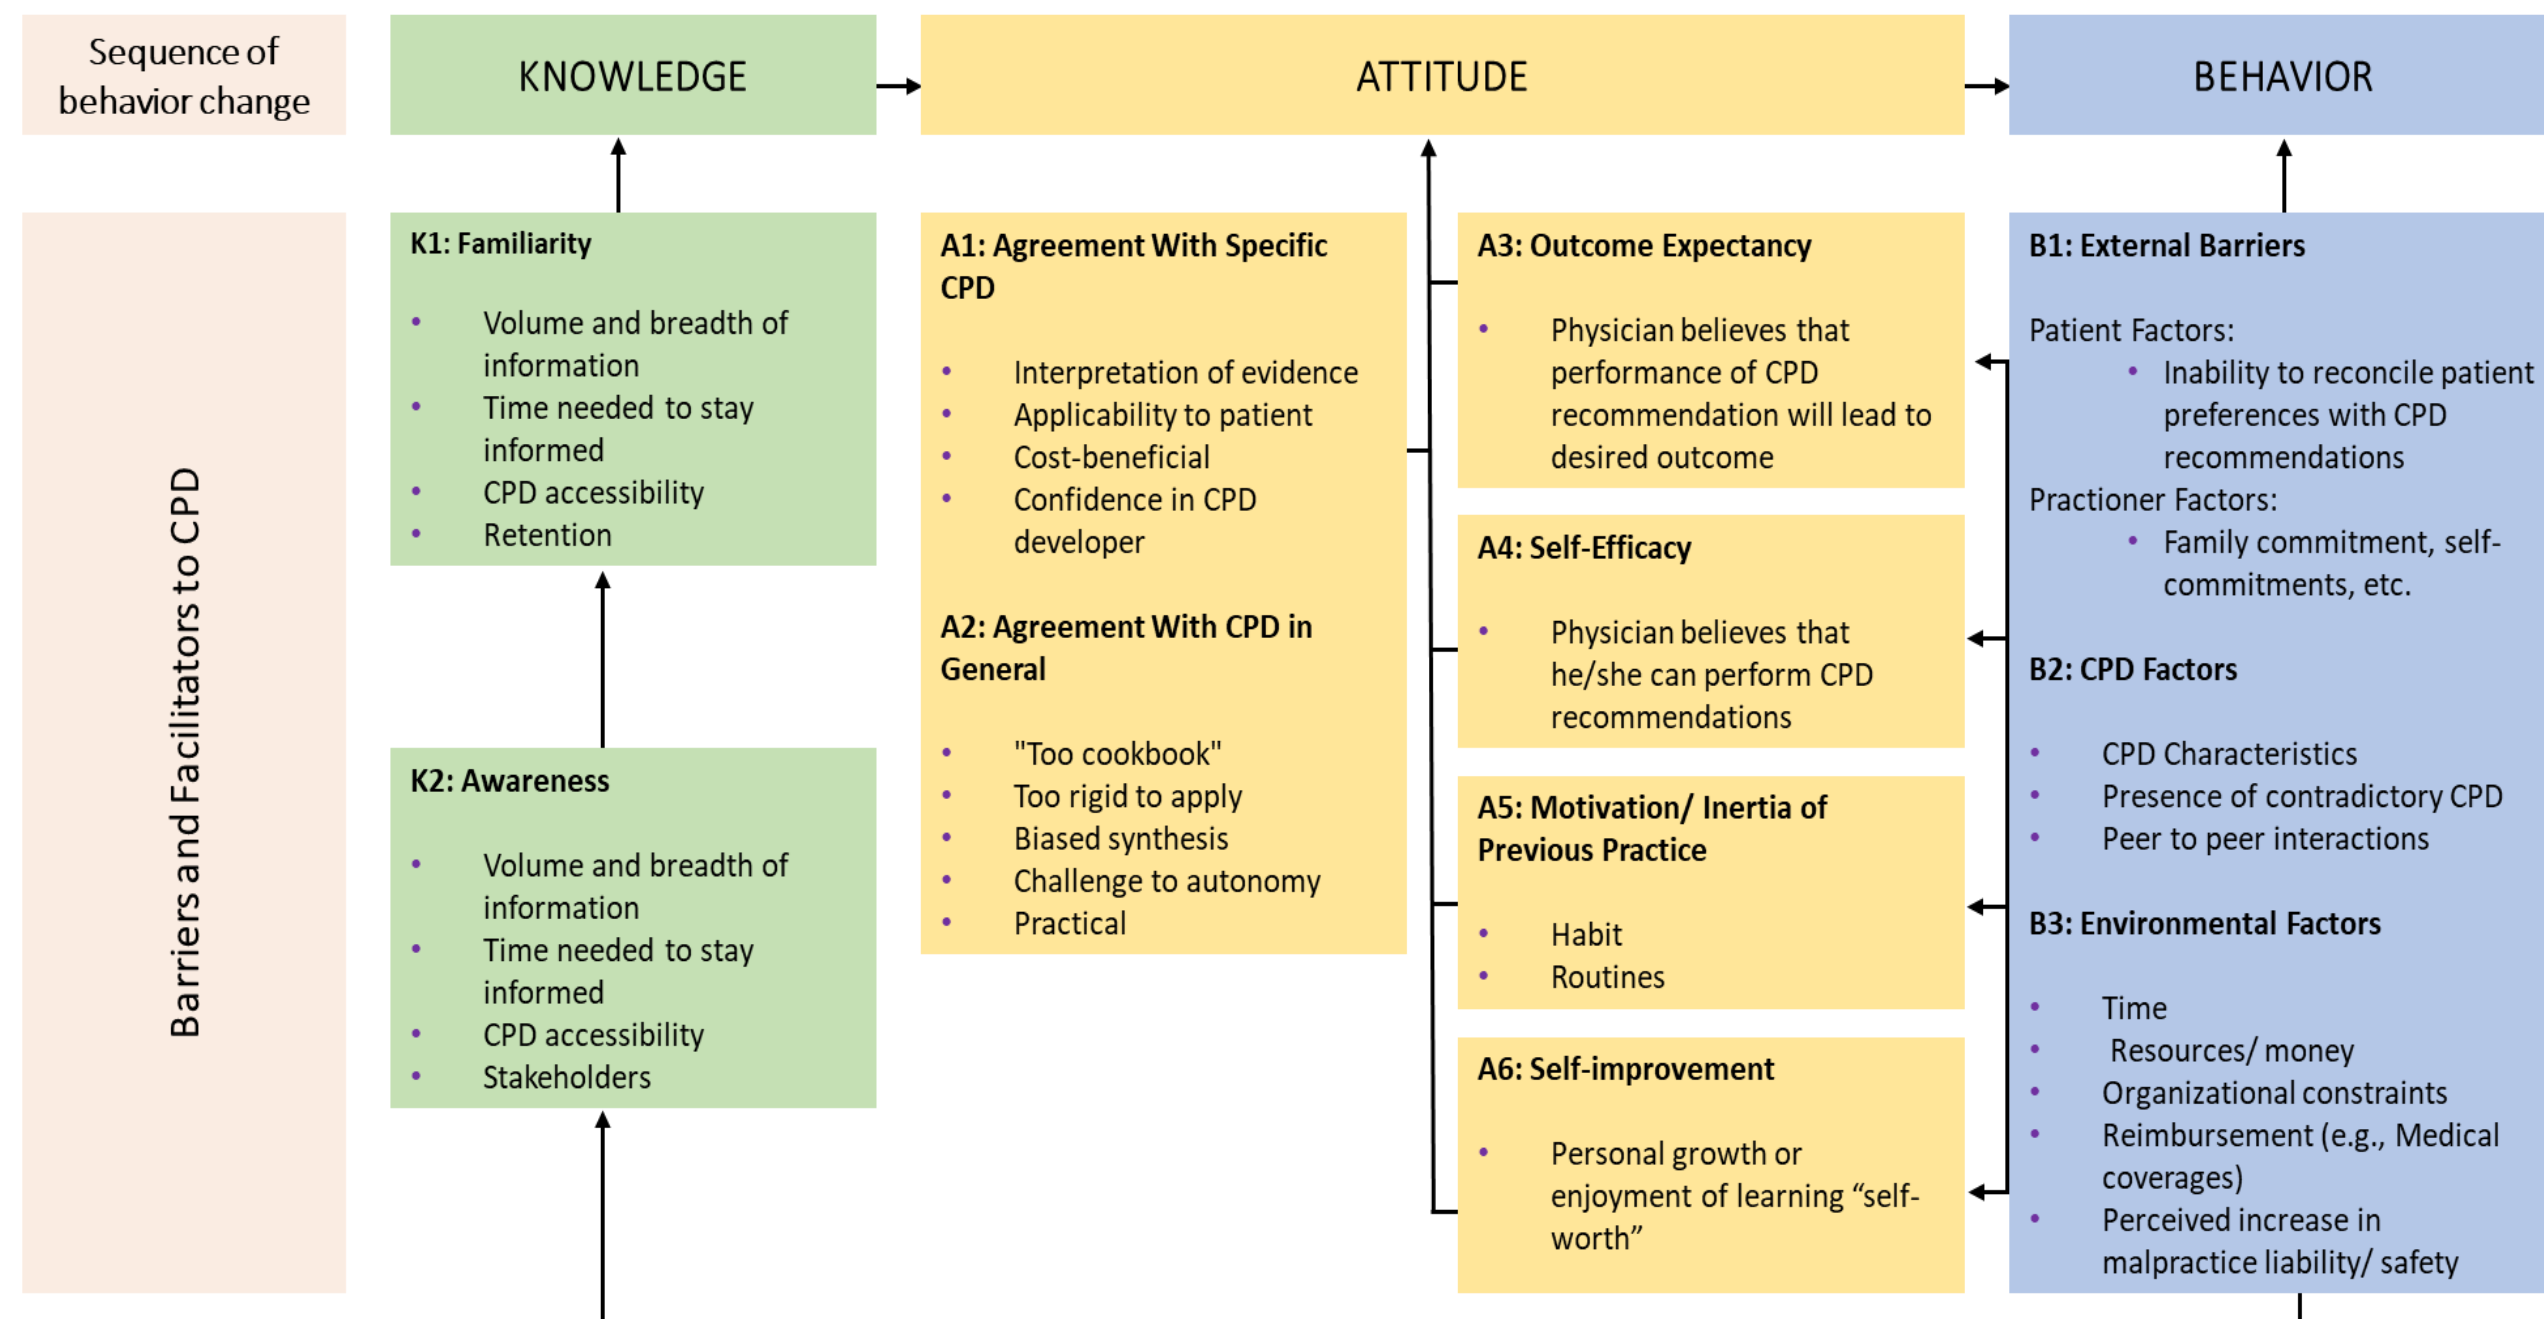 Sequence of
behavior change
KNOWLEDGE
ATTITUDE
BEHAVIOR
Barriers and Facilitators to CPD
K1: Familiarity
• Volume and breadth of
information
• Time needed to stay
informed
• CPD accessibility
• Retention
K2: Awareness
• Volume and breadth of
information
• Time needed to stay
informed
• CPD accessibility
• Stakeholders
A1: Agreement With Specific
CPD
• Interpretation of evidence
• Applicability to patient
• Cost-beneficial
• Confidence in CPD
developer
A2: Agreement With CPD in
General
• "Too cookbook"
• Too rigid to apply
• Biased synthesis
• Challenge to autonomy
• Practical
A3: Outcome Expectancy
• Physician believes that
performance of CPD
recommendation will lead to
desired outcome
A4: Self-Efficacy
• Physician believes that
he/she can perform CPD
recommendations
A5: Motivation/ Inertia of
Previous Practice
• Habit
• Routines
A6: Self-improvement
• Personal growth or
enjoyment of learning “self-
worth”
B1: External Barriers
Patient Factors:
• Inability to reconcile patient
preferences with CPD
recommendations
Practioner Factors:
• Family commitment, self-
commitments, etc.
B2: CPD Factors
• CPD Characteristics
• Presence of contradictory CPD
• Peer to peer interactions
B3: Environmental Factors
• Time
• Resources/ money
• Organizational constraints
• Reimbursement (e.g., Medical
coverages)
• Perceived increase in
malpractice liability/ safety